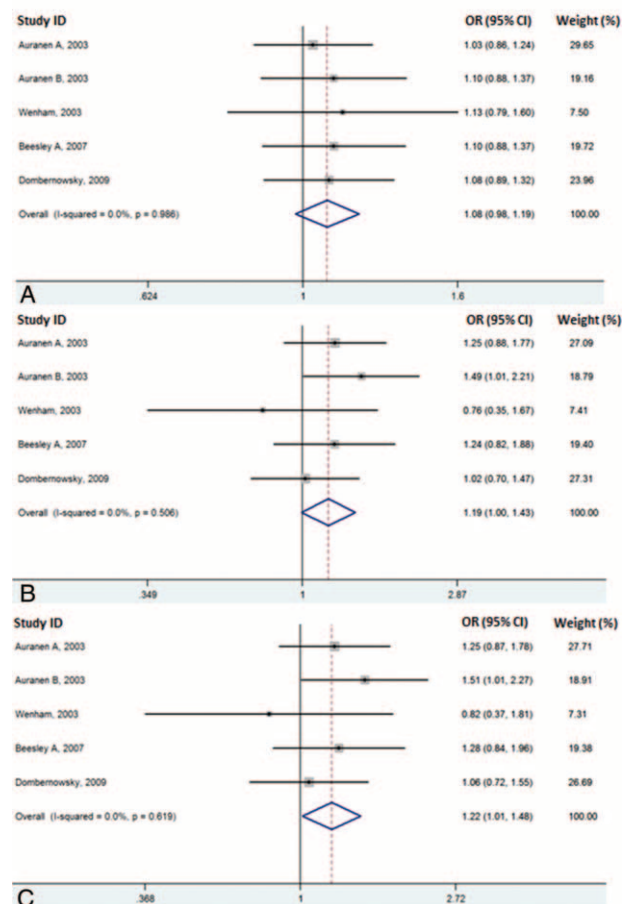 Study ID OR (95% CI) Weight (%)
Auranen A, 2003 1.03 (0.86, 1.24) 29.65
Auranen B, 2003 1.10 (0.88, 1.37) 19.16
Wenham, 2003 1.13 (0.79, 1.60) 7.50
Beesley A, 2007 1.10 (0.88, 1.37) 19.72
Dombernowsky, 2009 1.08 (0.89, 1.32) 23.96
Overall (I-squared = 0.0%, p = 0.986) 1.08 (0.98, 1.19) 100.00
A .624 1 1.6
Study ID OR (95% CI) Weight (%)
Auranen A, 2003 1.25 (0.88, 1.77) 27.09
Auranen B, 2003 1.49 (1.01, 2.21) 18.79
Wenham, 2003 0.76 (0.35, 1.67) 7.41
Beesley A, 2007 1.24 (0.82, 1.88) 19.40
Dombernowsky, 2009 1.02 (0.70, 1.47) 27.31
Overall (I-squared = 0.0%, p = 0.506) 1.19 (1.00, 1.43) 100.00
B .349 1 2.87
Study ID OR (95% CI) Weight (%)
Auranen A, 2003 1.25 (0.87, 1.78) 27.71
Auranen B, 2003 1.51 (1.01, 2.27) 18.91
Wenham, 2003 0.82 (0.37, 1.81) 7.31
Beesley A, 2007 1.28 (0.84, 1.96) 19.38
Dombernowsky, 2009 1.06 (0.72, 1.55) 26.69
Overall (I-squared = 0.0%, p = 0.619) 1.22 (1.01, 1.48) 100.00
C .368 1 2.72